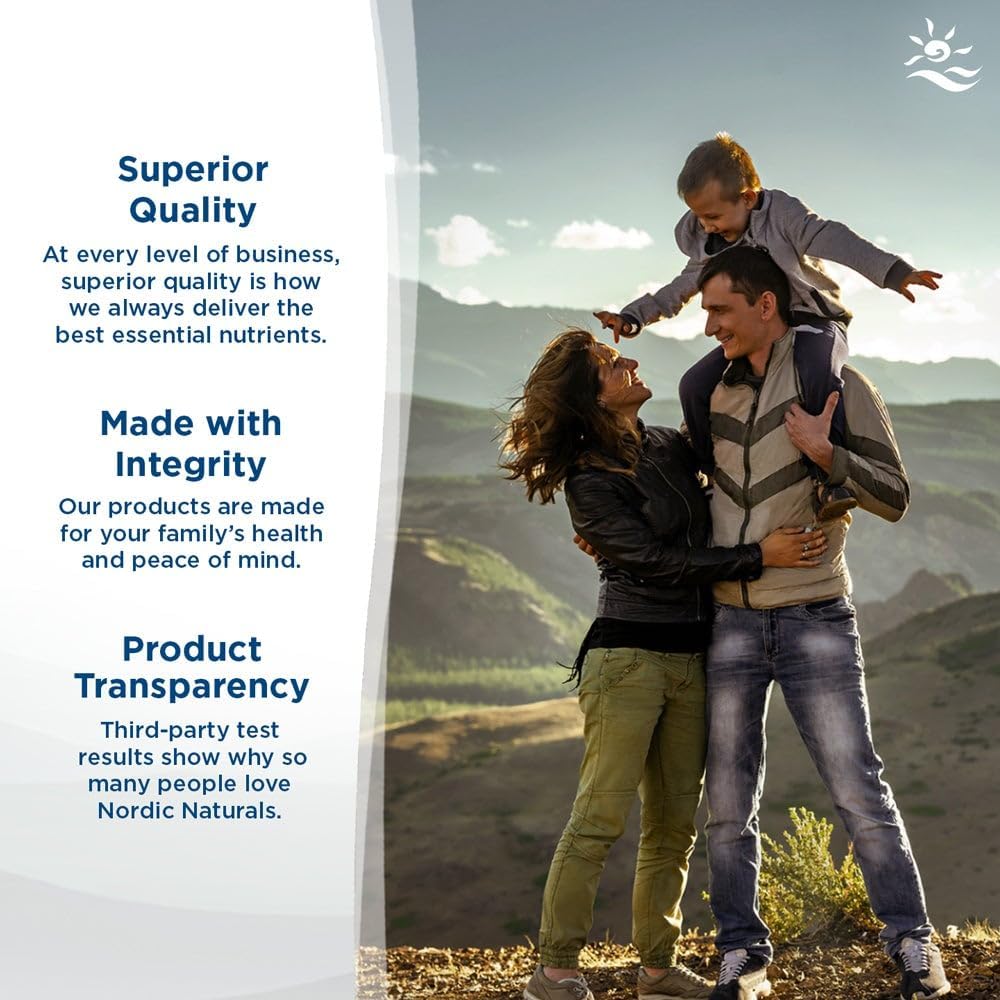 Superior
Quality
At every level of business,
superior quality is how
we always deliver the
best essential nutrients.
Made with
Integrity
Our products are made
for your family’s health
and peace of mind.
Product
Transparency
Third-party test
results show why so
many people love
Nordic Naturals.